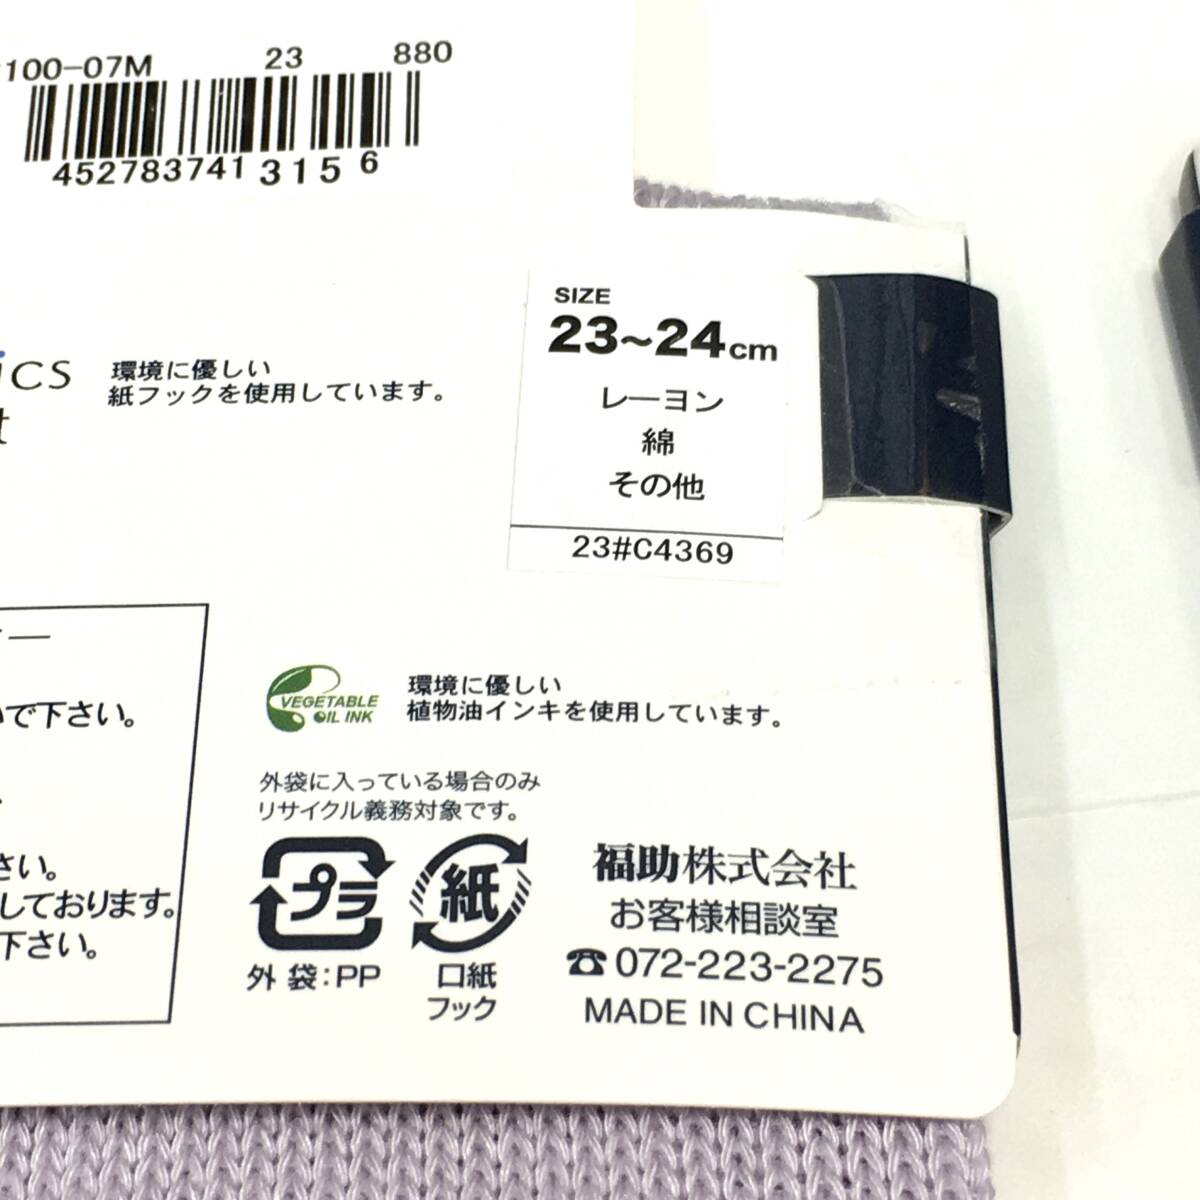 100-07M 23 880
4527837413156
SIZE
23~24cm
レーヨン
綿
その他
23#C4369
ics
環境に優しい
紙フックを使用しています。
で下さい。
さい。
しております。
下さい。
VEGETABLE
OIL INK
環境に優しい
植物油インキを使用しています。
外袋に入っている場合のみ
リサイクル義務対象です。
プラ
紙
外袋:PP
口紙
フック
福助株式会社
お客様相談室
☎072-223-2275
MADE IN CHINA